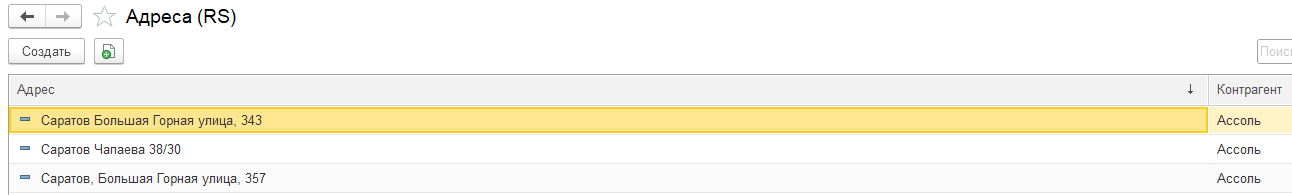 Адреса (RS)
Создать
Поис
Адрес ↓ Контрагент
Саратов Большая Горная улица, 343 Ассоль
Саратов Чапаева 38/30 Ассоль
Саратов, Большая Горная улица, 357 Ассоль